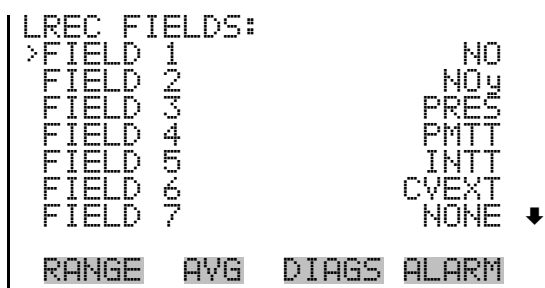 LREC FIELDS:
>FIELD 1 NO
FIELD 2 NOy
FIELD 3 PRES
FIELD 4 PMTT
FIELD 5 INTT
FIELD 6 CVEXT
FIELD 7 NONE
RANGE AVG DIAGS ALARM